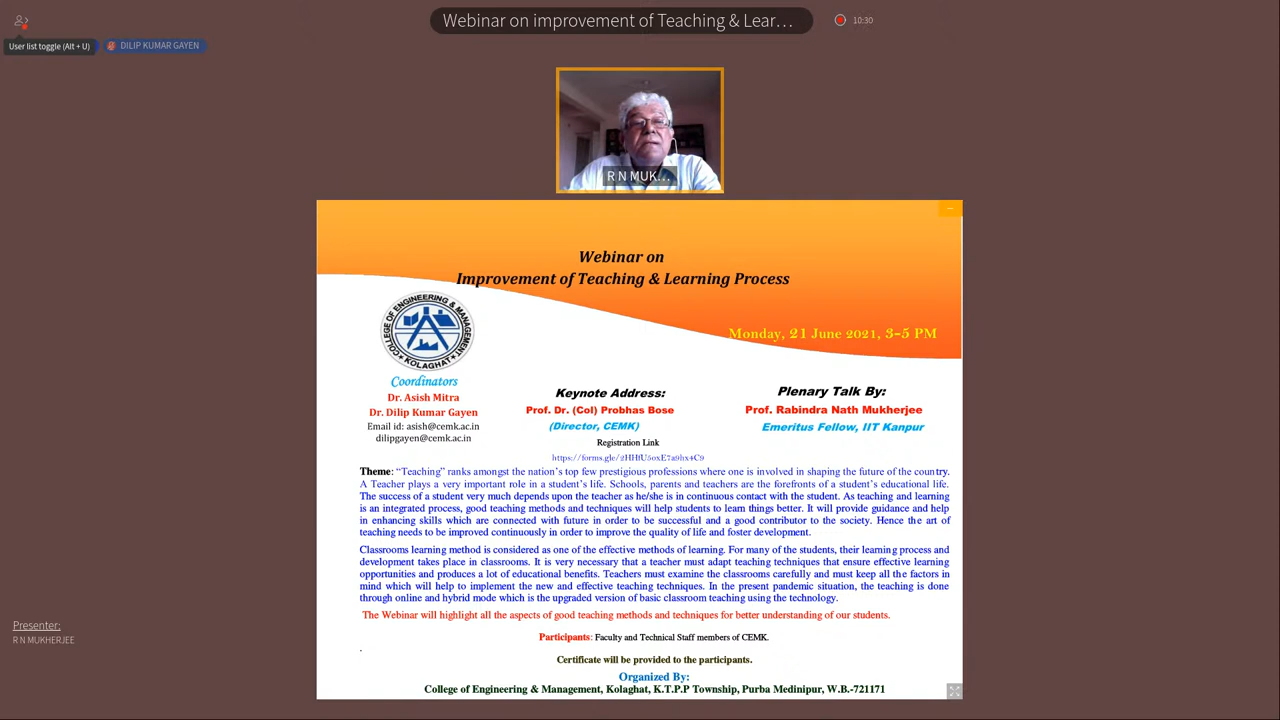 Webinar on improvement of Teaching & Lear…
10:30
User list toggle (Alt + U)
DILIP KUMAR GAYEN
R N MUK…
Webinar on
Improvement of Teaching & Learning Process
COLLEGE OF ENGINEERING & MANAGEMENT
KOLAGHAT
Monday, 21 June 2021, 3-5 PM
Coordinators
Dr. Asish Mitra
Dr. Dilip Kumar Gayen
Email id: asish@cemk.ac.in
dilipgayen@cemk.ac.in
Keynote Address:
Prof. Dr. (Col) Probhas Bose
(Director, CEMK)
Registration Link
https://forms.gle/2HHfU5oxE7a9hx4C9
Plenary Talk By:
Prof. Rabindra Nath Mukherjee
Emeritus Fellow, IIT Kanpur
Theme: “Teaching” ranks amongst the nation’s top few prestigious professions where one is involved in shaping the future of the country.
A Teacher plays a very important role in a student’s life. Schools, parents and teachers are the forefronts of a student’s educational life.
The success of a student very much depends upon the teacher as he/she is in continuous contact with the student. As teaching and learning
is an integrated process, good teaching methods and techniques will help students to learn things better. It will provide guidance and help
in enhancing skills which are connected with future in order to be successful and a good contributor to the society. Hence the art of
teaching needs to be improved continuously in order to improve the quality of life and foster development.
Classrooms learning method is considered as one of the effective methods of learning. For many of the students, their learning process and
development takes place in classrooms. It is very necessary that a teacher must adapt teaching techniques that ensure effective learning
opportunities and produces a lot of educational benefits. Teachers must examine the classrooms carefully and must keep all the factors in
mind which will help to implement the new and effective teaching techniques. In the present pandemic situation, the teaching is done
through online and hybrid mode which is the upgraded version of basic classroom teaching using the technology.
The Webinar will highlight all the aspects of good teaching methods and techniques for better understanding of our students.
Participants: Faculty and Technical Staff members of CEMK.
.
Certificate will be provided to the participants.
Organized By:
College of Engineering & Management, Kolaghat, K.T.P.P Township, Purba Medinipur, W.B.-721171
Presenter:
R N MUKHERJEE